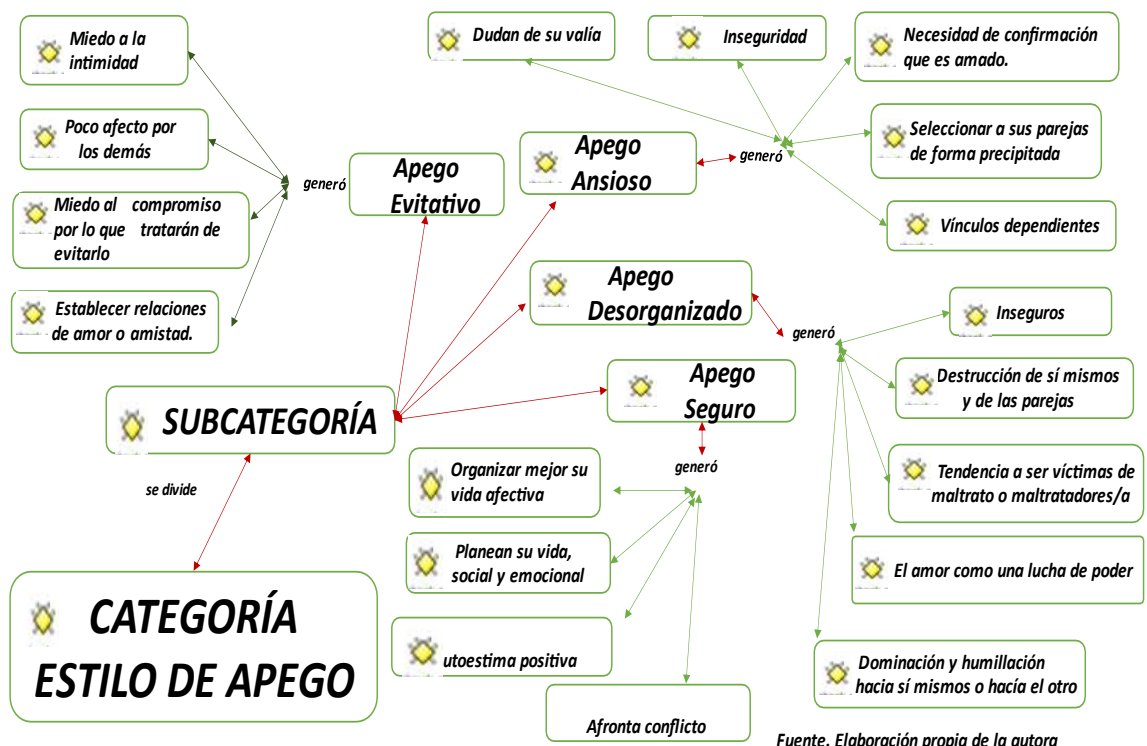 Miedo a la
intimidad
Poco afecto por
los demás
Miedo al compromiso
por lo que tratarán de
evitarlo
Establecer relaciones
de amor o amistad.
generó
Apego
Evitativo
Dudan de su valía
Inseguridad
Necesidad de confirmación
que es amado.
Apego
Ansioso
generó
Seleccionar a sus parejas
de forma precipitada
Vínculos dependientes
Apego
Desorganizado
generó
Inseguros
Destrucción de sí mismos
y de las parejas
Tendencia a ser víctimas de
maltrato o maltratadores/a
El amor como una lucha de poder
Dominación y humillación
hacia sí mismos o hacía el otro
Apego
Seguro
generó
Organizar mejor su
vida afectiva
Planean su vida,
social y emocional
utoestima positiva
Afronta conflicto
SUBCATEGORÍA
se divide
CATEGORÍA
ESTILO DE APEGO
Fuente. Elaboración propia de la autora